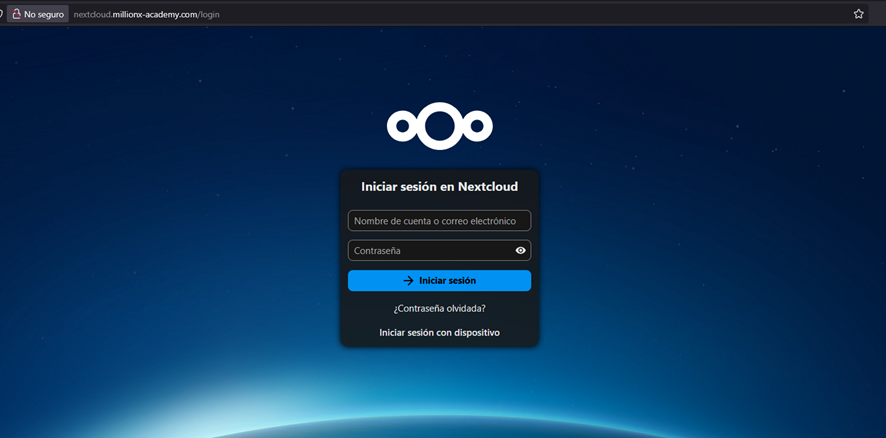 No seguro
nextcloud.millionx-academy.com/login
Iniciar sesión en Nextcloud
Nombre de cuenta o correo electrónico
Contraseña
Iniciar sesión
¿Contraseña olvidada?
Iniciar sesión con dispositivo